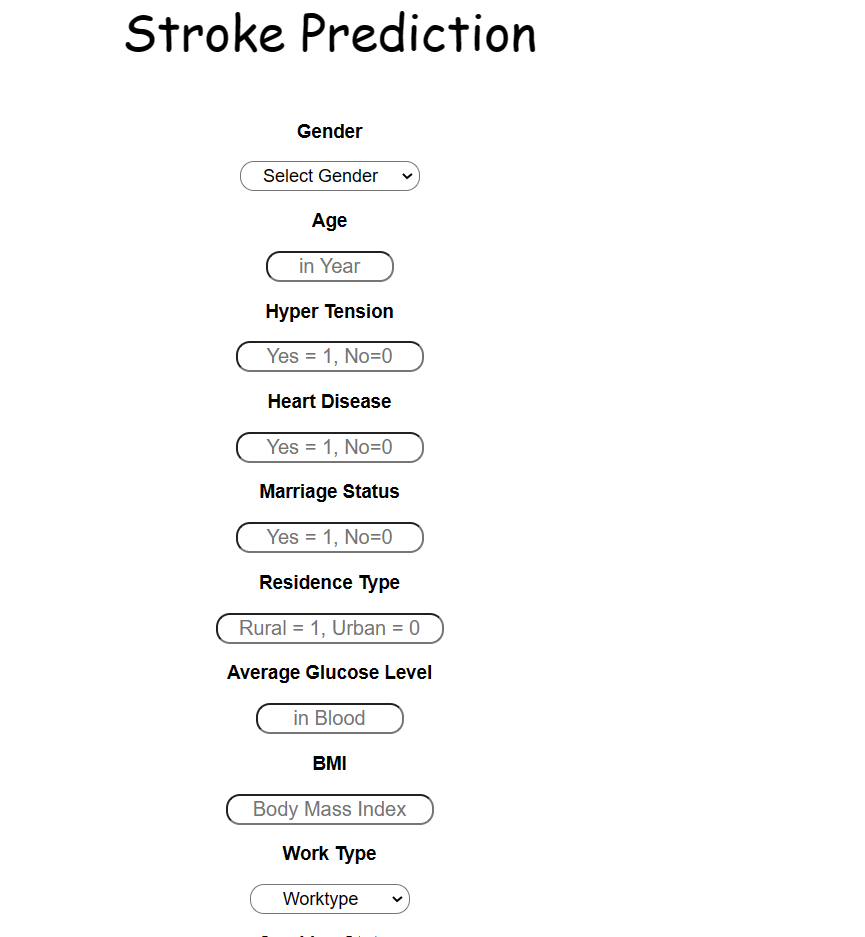 Stroke Prediction
Gender
Select Gender
Age
in Year
Hyper Tension
Yes = 1, No=0
Heart Disease
Yes = 1, No=0
Marriage Status
Yes = 1, No=0
Residence Type
Rural = 1, Urban = 0
Average Glucose Level
in Blood
BMI
Body Mass Index
Work Type
Worktype